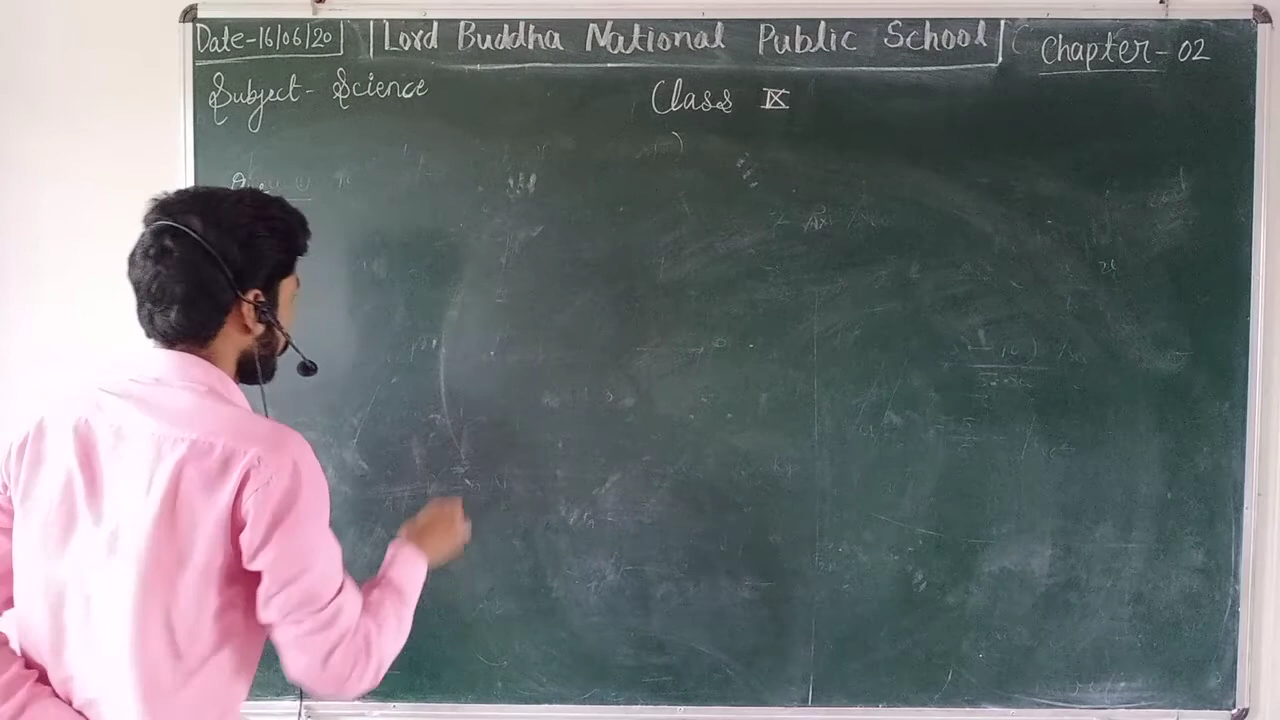 Date-16/06/20 Lord Buddha National Public School Chapter-02
Subject- Science Class IX